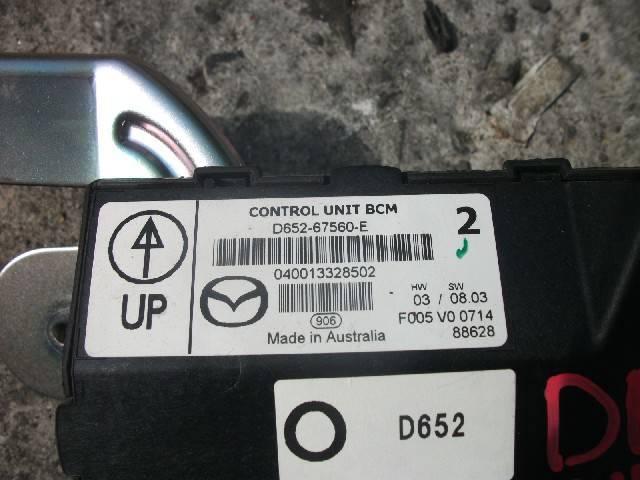 CONTROL UNIT BCM
D652-67560-E
2
040013328502
UP
HW SW
03 / 08.03
906
F005 V0 0714
Made in Australia
88628
D652